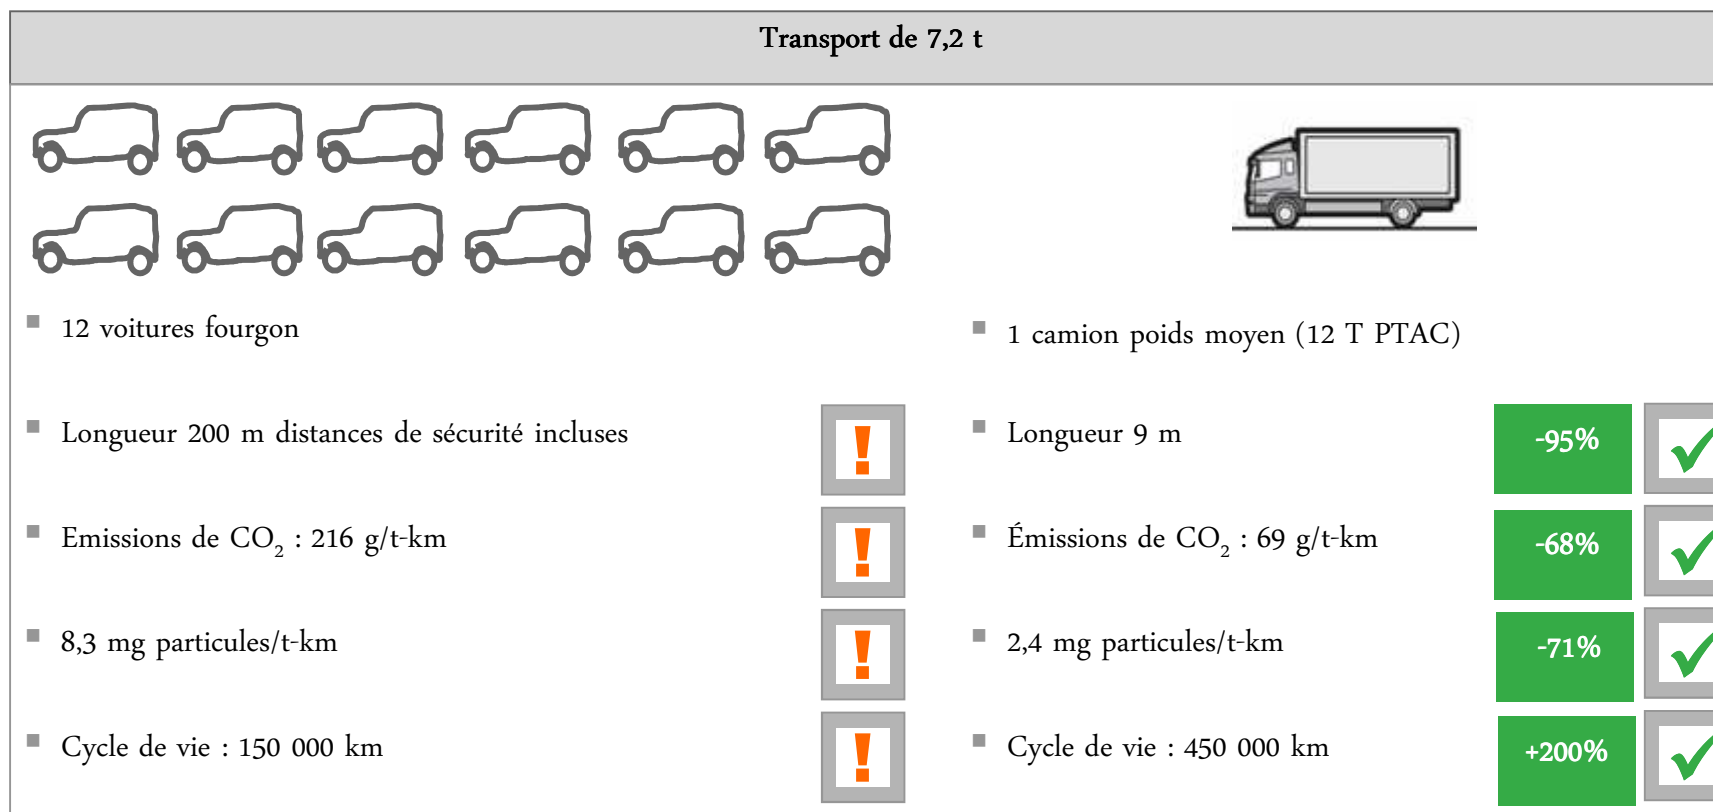 Transport de 7,2 t
12 voitures fourgon
1 camion poids moyen (12 T PTAC)
Longueur 200 m distances de sécurité incluses
!
Longueur 9 m
-95%
Emissions de CO₂ : 216 g/t-km
!
Émissions de CO₂ : 69 g/t-km
-68%
8,3 mg particules/t-km
!
2,4 mg particules/t-km
-71%
Cycle de vie : 150 000 km
!
Cycle de vie : 450 000 km
+200%